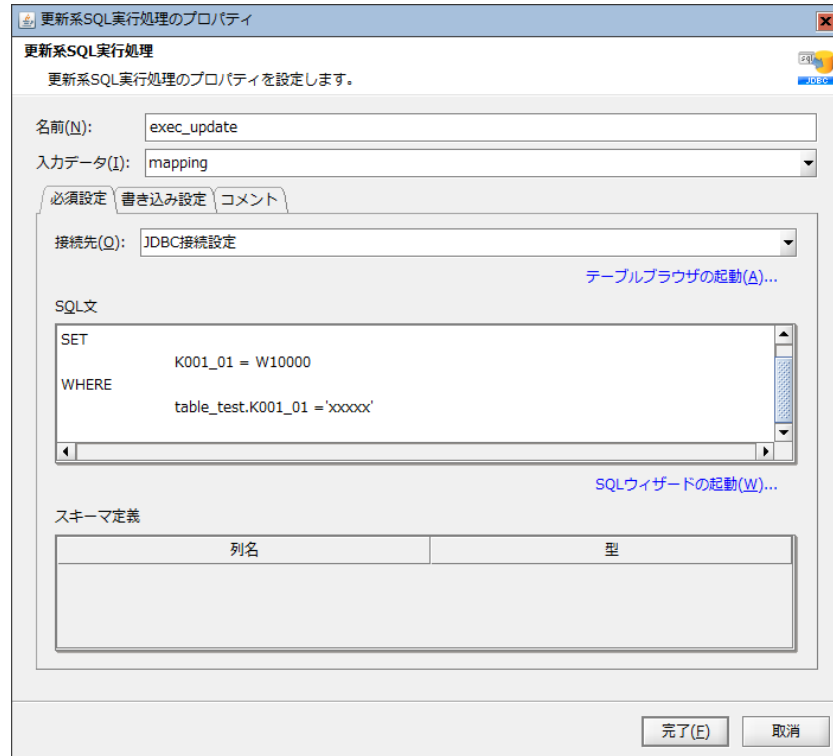 更新系SQL実行処理のプロパティ
更新系SQL実行処理
更新系SQL実行処理のプロパティを設定します。
sql
JDBC
名前(N): exec_update
入力データ(I): mapping
必須設定 書き込み設定 コメント
接続先(O): JDBC接続設定
テーブルブラウザの起動(A)...
SQL文
SET
K001_01 = W10000
WHERE
table_test.K001_01 ='xxxxx'
SQLウィザードの起動(W)...
スキーマ定義
列名 型
完了(F) 取消